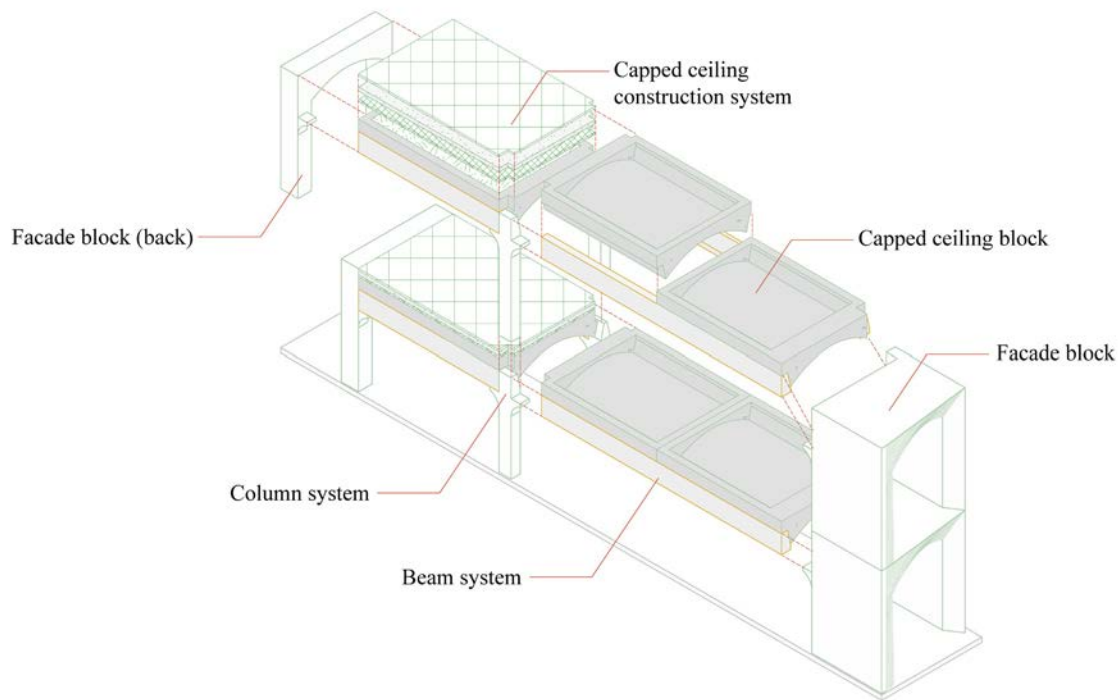 Capped ceiling
construction system
Facade block (back)
Capped ceiling block
Facade block
Column system
Beam system